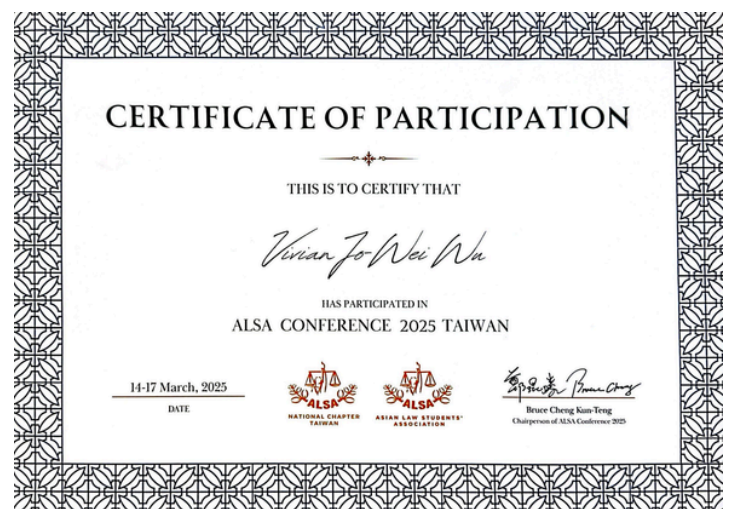 CERTIFICATE OF PARTICIPATION
THIS IS TO CERTIFY THAT
Vivian Jo-Wei Wu
HAS PARTICIPATED IN
ALSA CONFERENCE 2025 TAIWAN
14-17 March, 2025
DATE
ALSA
NATIONAL CHAPTER
TAIWAN
ALSA
ASIAN LAW STUDENTS'
ASSOCIATION
Bruce Cheng
Bruce Cheng Kun-Teng
Chairperson of ALSA Conference 2025